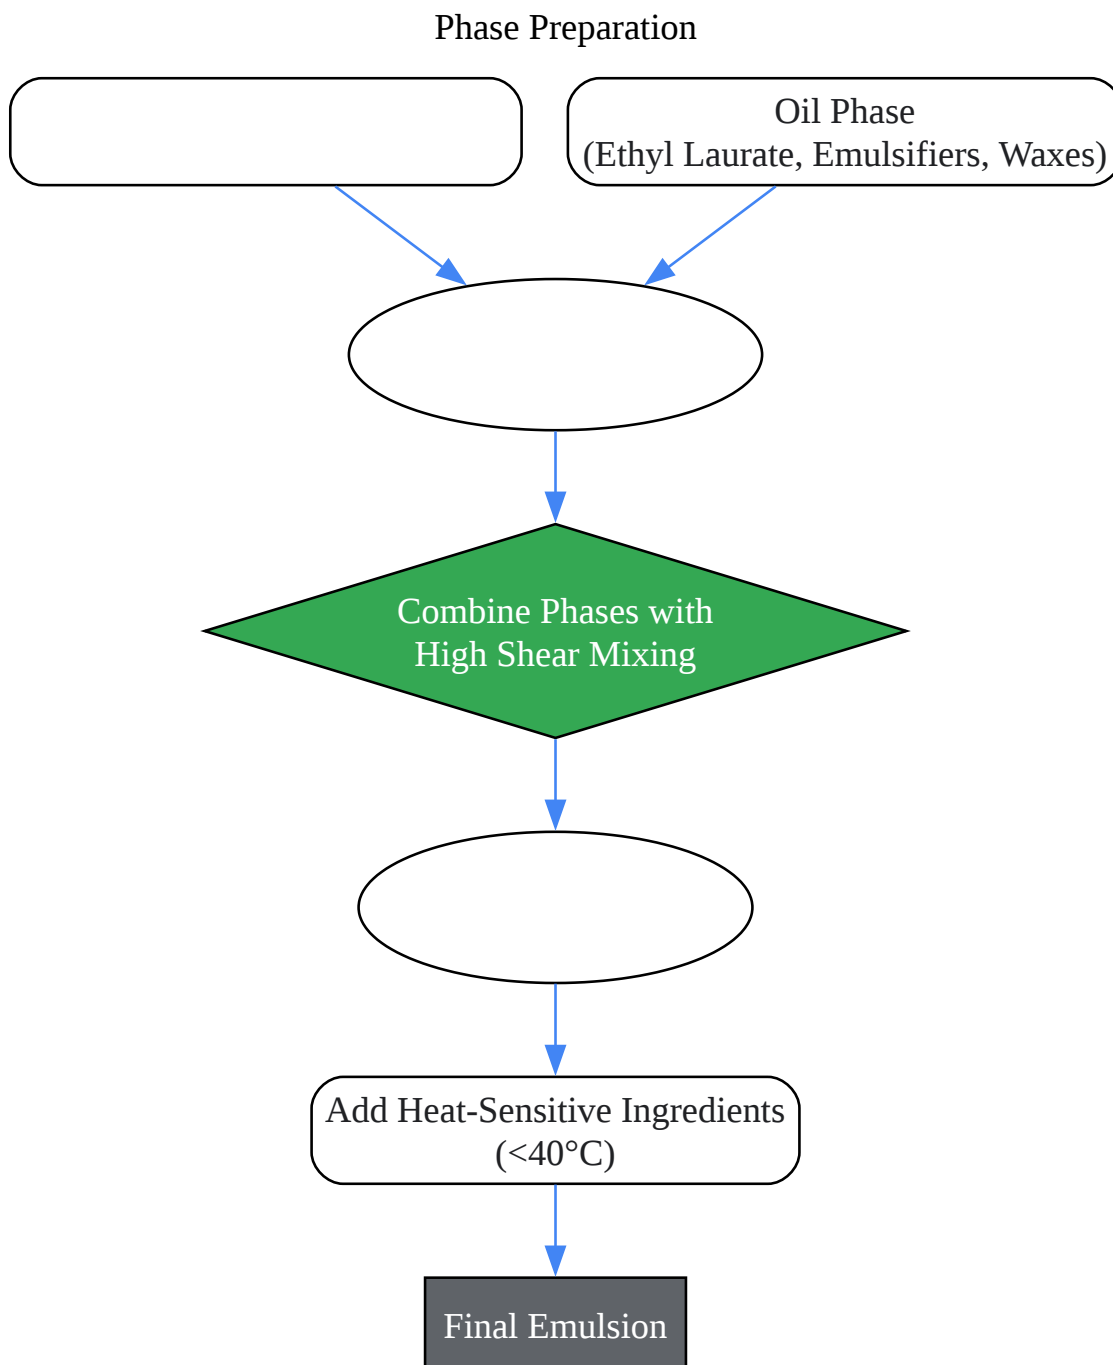 Phase Preparation
Oil Phase
(Ethyl Laurate, Emulsifiers, Waxes)
Combine Phases with
High Shear Mixing
Add Heat-Sensitive Ingredients
(<40°C)
Final Emulsion